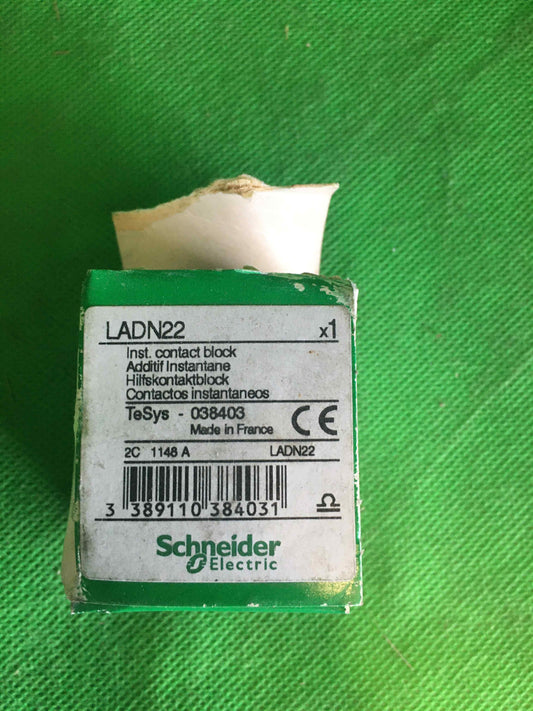 LADN22 x1
Inst. contact block
Additif Instantane
Hilfskontaktblock
Contactos instantaneos
TeSys - 038403
Made in France
2C 1148 A LADN22
3 389110 384031
Schneider
Electric